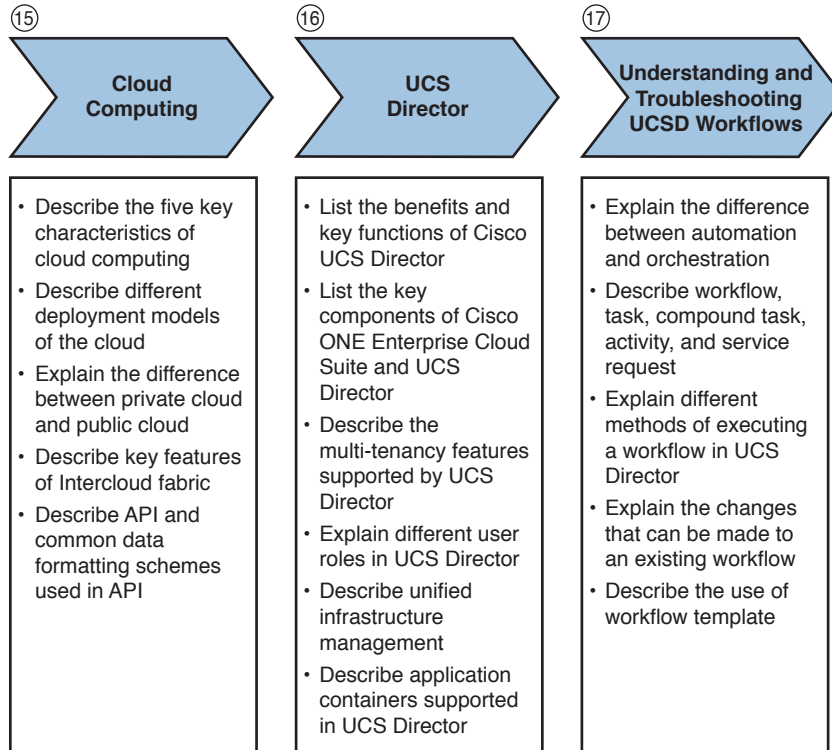 15
Cloud
Computing
• Describe the five key
characteristics of
cloud computing
• Describe different
deployment models
of the cloud
• Explain the difference
between private cloud
and public cloud
• Describe key features
of Intercloud fabric
• Describe API and
common data
formatting schemes
used in API
16
UCS
Director
• List the benefits and
key functions of Cisco
UCS Director
• List the key
components of Cisco
ONE Enterprise Cloud
Suite and UCS
Director
• Describe the
multi-tenancy features
supported by UCS
Director
• Explain different user
roles in UCS Director
• Describe unified
infrastructure
management
• Describe application
containers supported
in UCS Director
17
Understanding and
Troubleshooting
UCSD Workflows
• Explain the difference
between automation
and orchestration
• Describe workflow,
task, compound task,
activity, and service
request
• Explain different
methods of executing
a workflow in UCS
Director
• Explain the changes
that can be made to
an existing workflow
• Describe the use of
workflow template